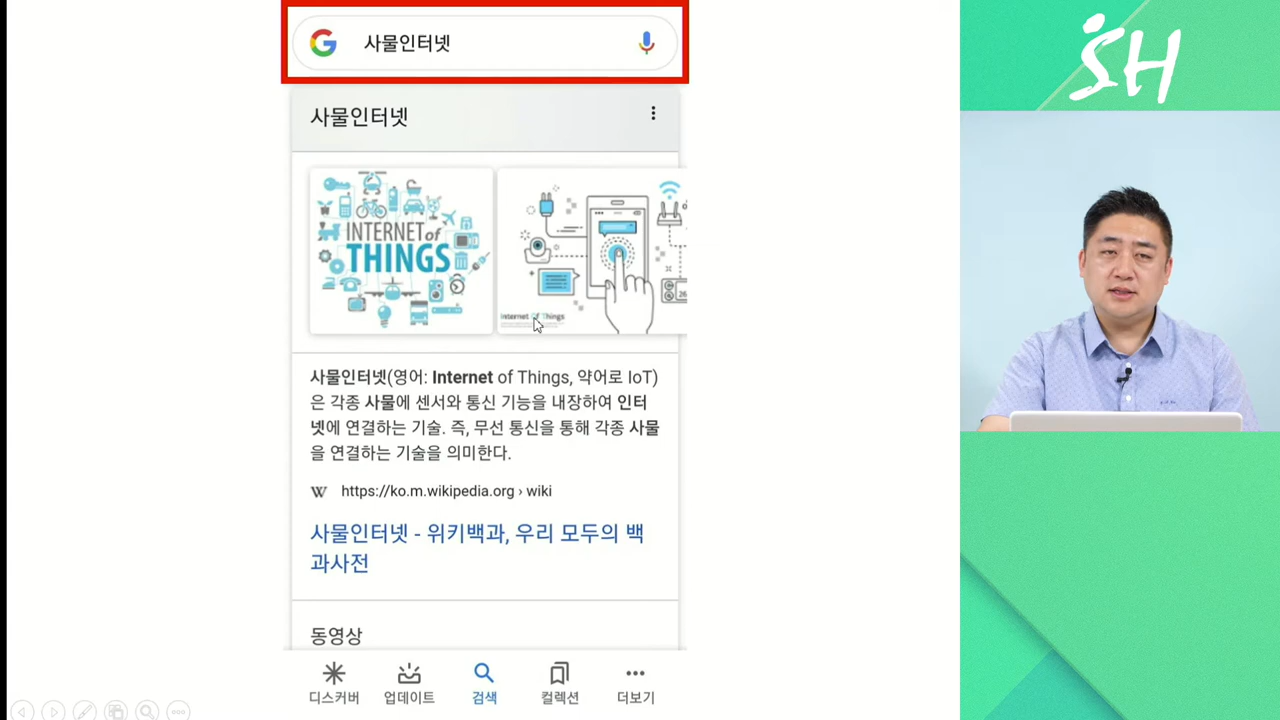 사물인터넷
사물인터넷
INTERNET of
THINGS
Internet Of Things
26
사물인터넷(영어: Internet of Things, 약어로 IoT)
은 각종 사물에 센서와 통신 기능을 내장하여 인터
넷에 연결하는 기술. 즉, 무선 통신을 통해 각종 사물
을 연결하는 기술을 의미한다.
W https://ko.m.wikipedia.org › wiki
사물인터넷 - 위키백과, 우리 모두의 백
과사전
동영상
디스커버 업데이트 검색 컬렉션 더보기
SH